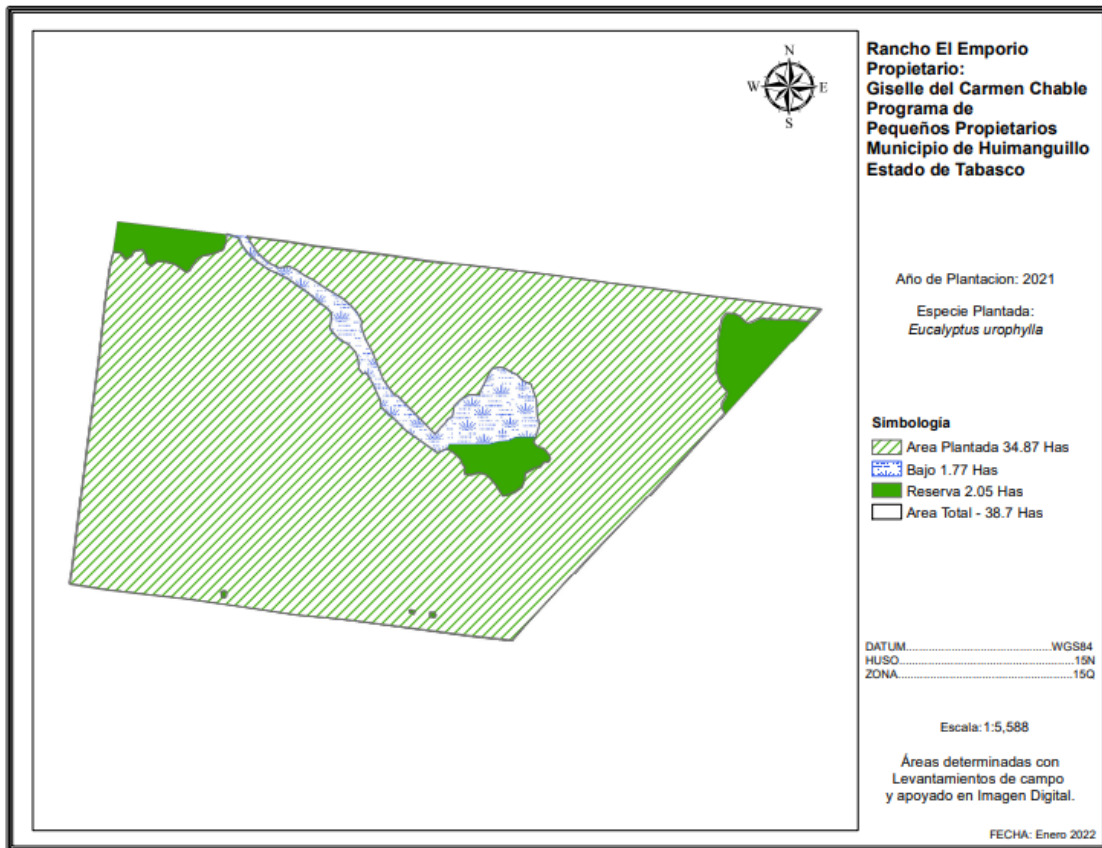 N
W
E
S
Rancho El Emporio
Propietario:
Giselle del Carmen Chable
Programa de
Pequeños Propietarios
Municipio de Huimanguillo
Estado de Tabasco
Año de Plantacion: 2021
Especie Plantada:
Eucalyptus urophylla
Simbología
Area Plantada 34.87 Has
Bajo 1.77 Has
Reserva 2.05 Has
Area Total - 38.7 Has
DATUM..................................................WGS84
HUSO............................................................15N
ZONA............................................................15Q
Escala: 1:5,588
Áreas determinadas con
Levantamientos de campo
y apoyado en Imagen Digital.
FECHA: Enero 2022